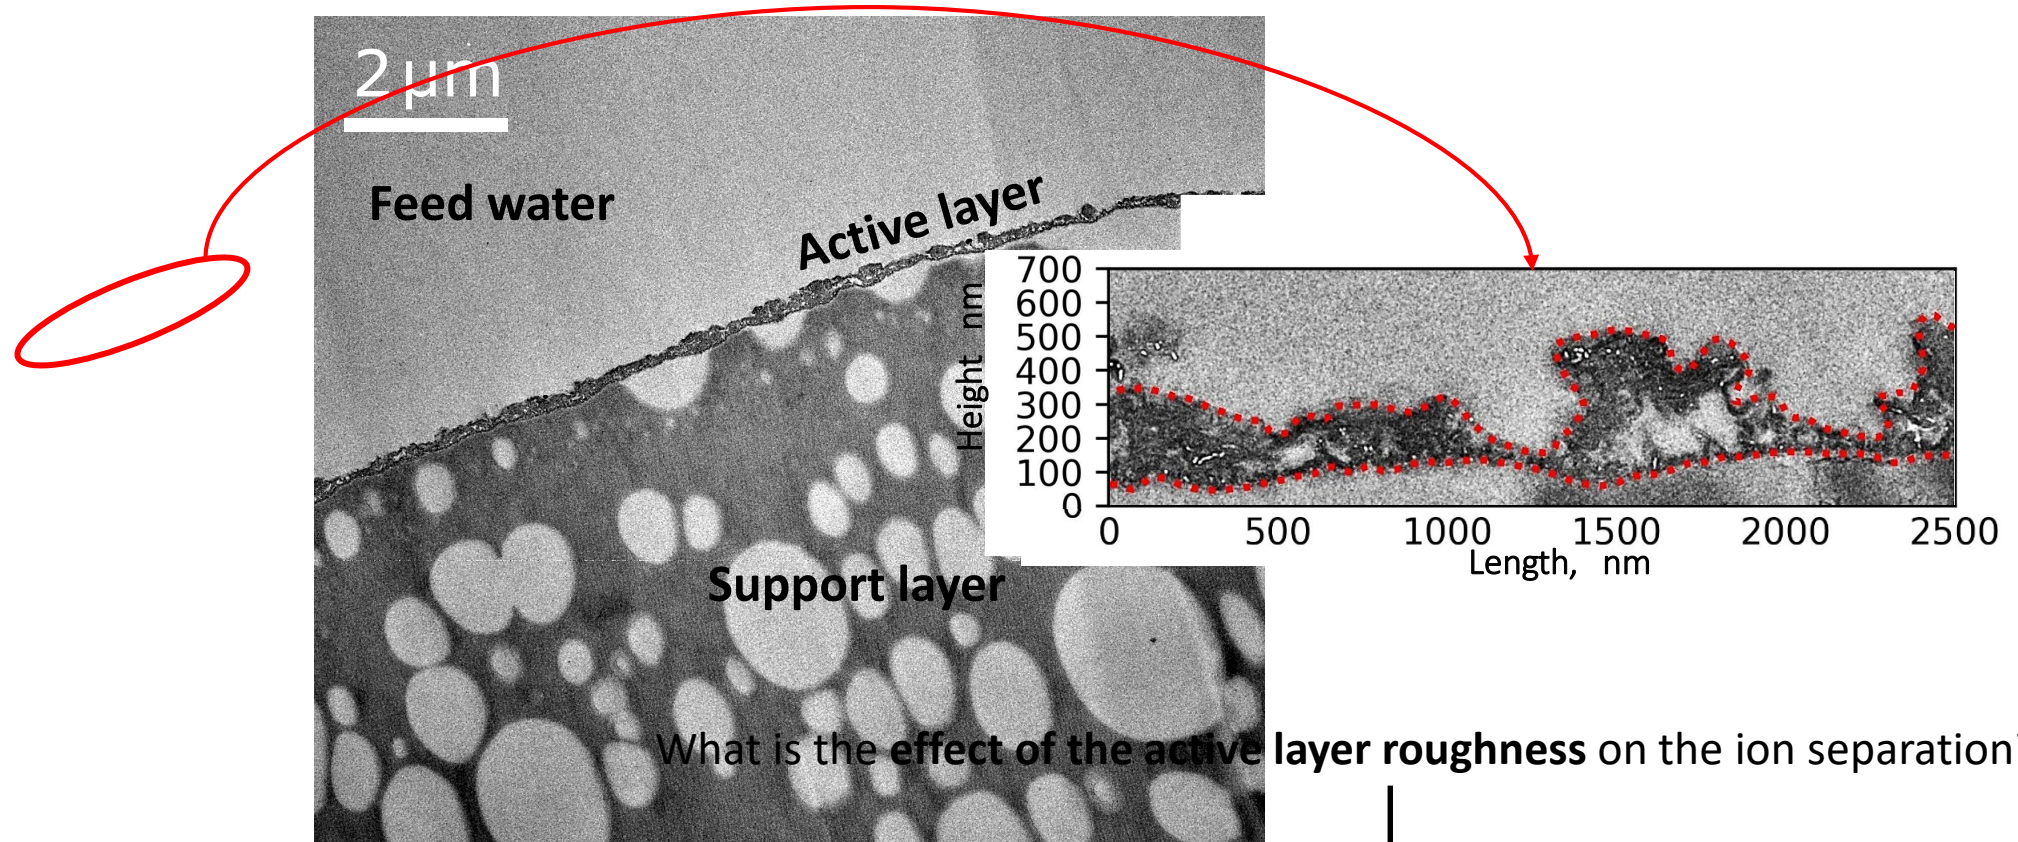 2 µm
Feed water
Active layer
700
600
500
400
300
200
100
0
Height nm
0 500 1000 1500 2000 2500
Length, nm
Support layer
What is the effect of the active layer roughness on the ion separation